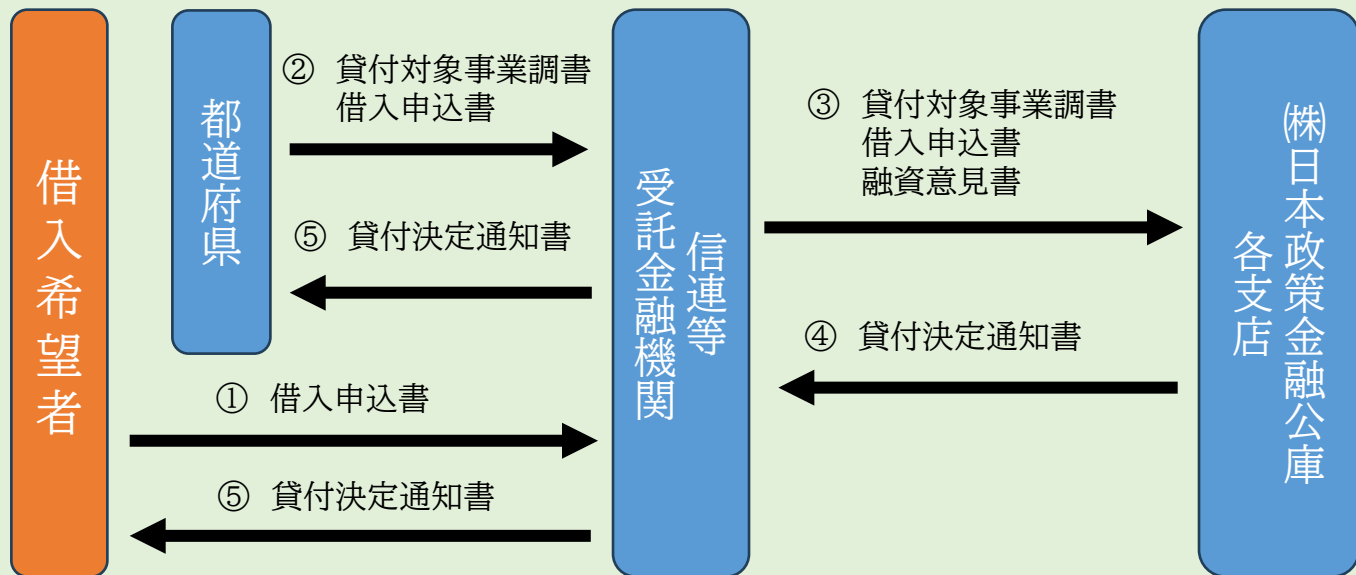 借入希望者
都道府県
② 貸付対象事業調書
借入申込書
⑤ 貸付決定通知書
① 借入申込書
⑤ 貸付決定通知書
信連等
受託金融機関
③ 貸付対象事業調書
借入申込書
融資意見書
④ 貸付決定通知書
㈱日本政策金融公庫
各支店